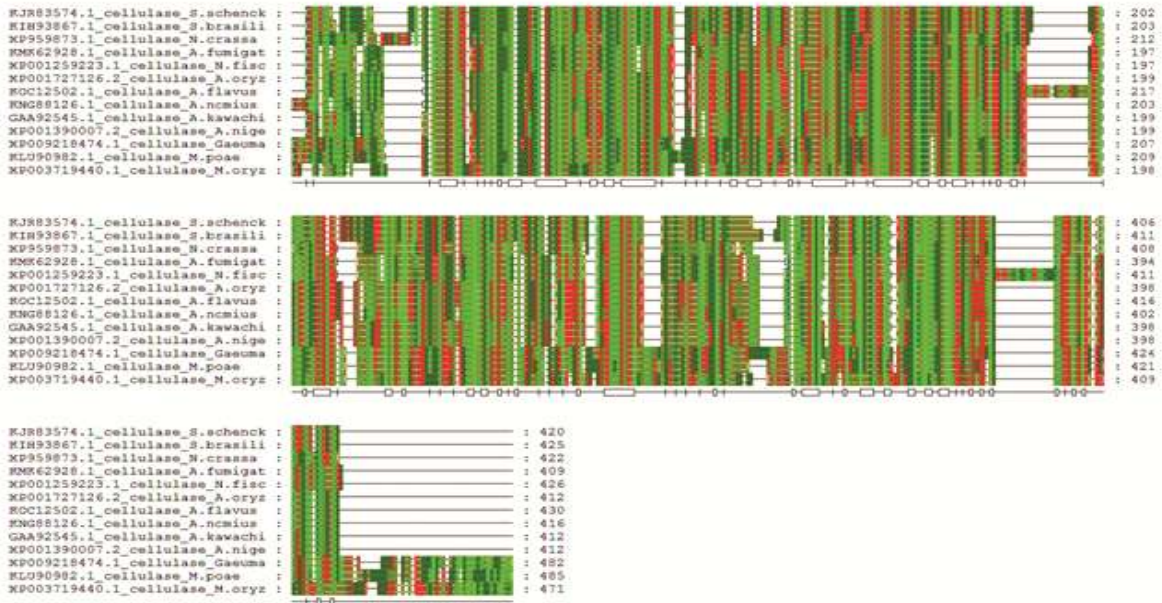 KJR83574.1_cellulase_S.schenck : : 202
KIH93867.1_cellulase_S.brasili : : 203
XP959873.1_cellulase_N.crassa : : 212
KMK62928.1_cellulase_A.fumigat : : 197
XP001259223.1_cellulase_N.fisc : : 197
XP001727126.2_cellulase_A.oryz : : 199
KOC12502.1_cellulase_A.flavus : : 217
KNG88126.1_cellulase_A.nomius : : 203
GAA92545.1_cellulase_A.kawachi : : 199
XP001390007.2_cellulase_A.nige : : 199
XP009218474.1_cellulase_Gaeuma : : 207
KLU90982.1_cellulase_M.poae : : 209
XP003719440.1_cellulase_M.oryz : : 198
KJR83574.1_cellulase_S.schenck : : 406
KIH93867.1_cellulase_S.brasili : : 411
XP959873.1_cellulase_N.crassa : : 408
KMK62928.1_cellulase_A.fumigat : : 394
XP001259223.1_cellulase_N.fisc : : 411
XP001727126.2_cellulase_A.oryz : : 398
KOC12502.1_cellulase_A.flavus : : 416
KNG88126.1_cellulase_A.nomius : : 402
GAA92545.1_cellulase_A.kawachi : : 398
XP001390007.2_cellulase_A.nige : : 398
XP009218474.1_cellulase_Gaeuma : : 424
KLU90982.1_cellulase_M.poae : : 421
XP003719440.1_cellulase_M.oryz : : 409
KJR83574.1_cellulase_S.schenck : : 420
KIH93867.1_cellulase_S.brasili : : 425
XP959873.1_cellulase_N.crassa : : 422
KMK62928.1_cellulase_A.fumigat : : 409
XP001259223.1_cellulase_N.fisc : : 426
XP001727126.2_cellulase_A.oryz : : 412
KOC12502.1_cellulase_A.flavus : : 430
KNG88126.1_cellulase_A.nomius : : 416
GAA92545.1_cellulase_A.kawachi : : 412
XP001390007.2_cellulase_A.nige : : 412
XP009218474.1_cellulase_Gaeuma : : 482
KLU90982.1_cellulase_M.poae : : 485
XP003719440.1_cellulase_M.oryz : : 471